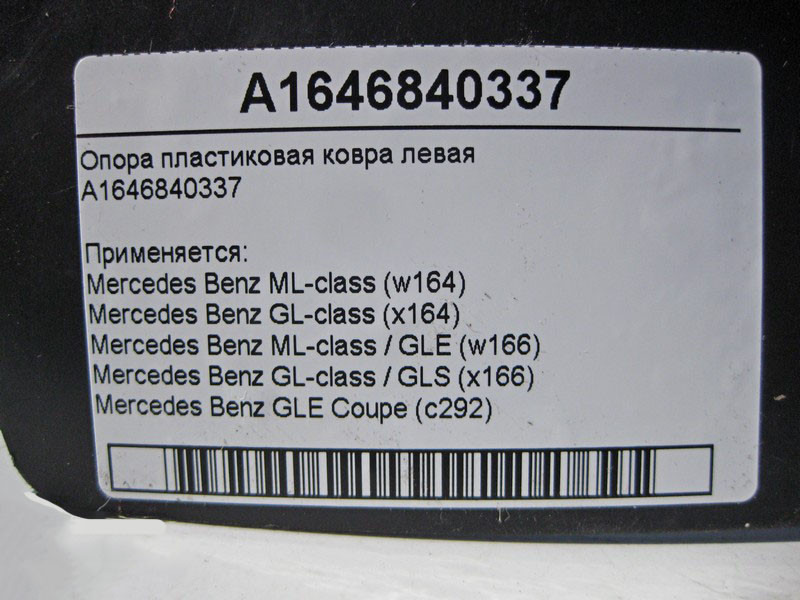 A1646840337
Опора пластиковая ковра левая
A1646840337
Применяется:
Mercedes Benz ML-class (w164)
Mercedes Benz GL-class (x164)
Mercedes Benz ML-class / GLE (w166)
Mercedes Benz GL-class / GLS (x166)
Mercedes Benz GLE Coupe (c292)